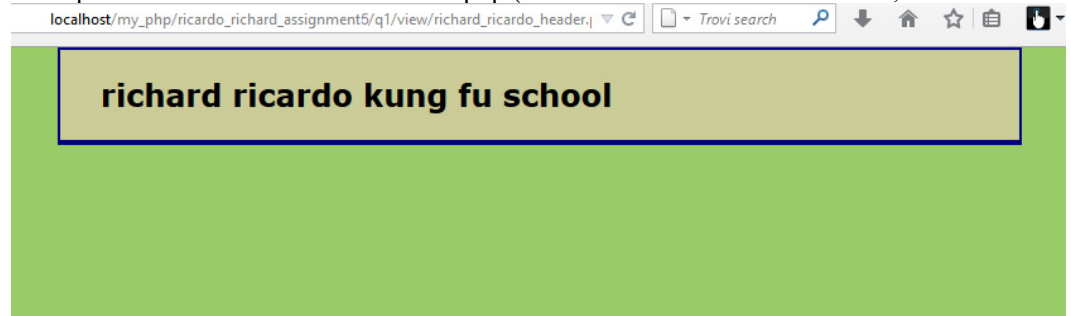 localhost/my_php/ricardo_richard_assignment5/q1/view/richard_ricardo_header.p
Trovi search
richard ricardo kung fu school